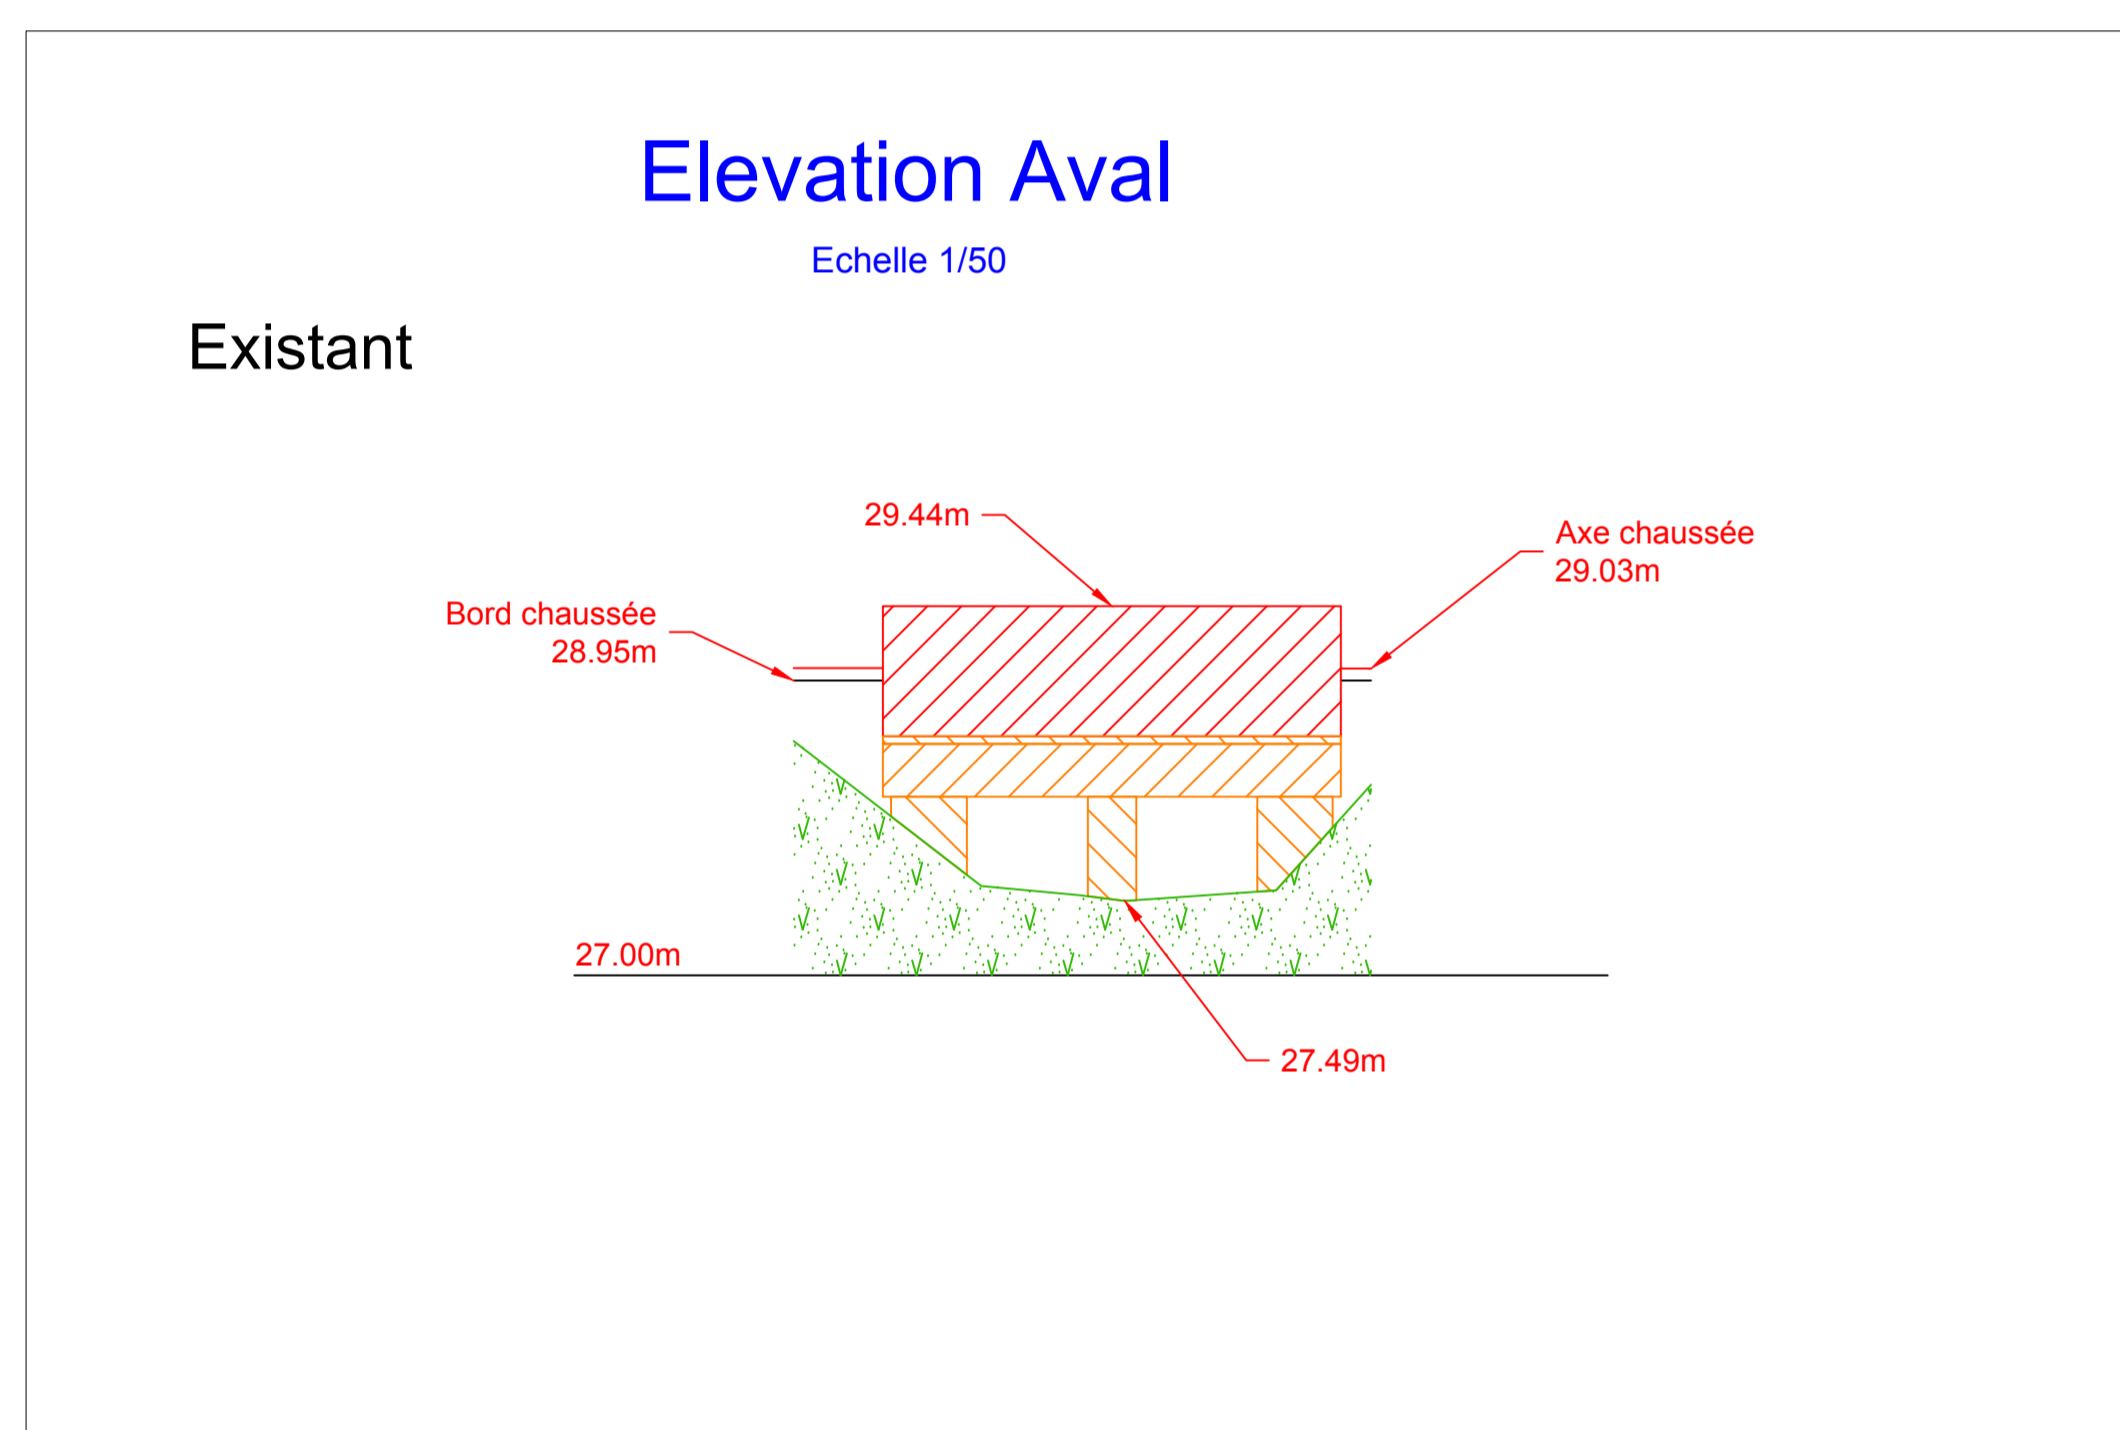 Elevation Aval
Echelle 1/50
Existant
29.44m
Axe chaussée
29.03m
Bord chaussée
28.95m
27.00m
27.49m